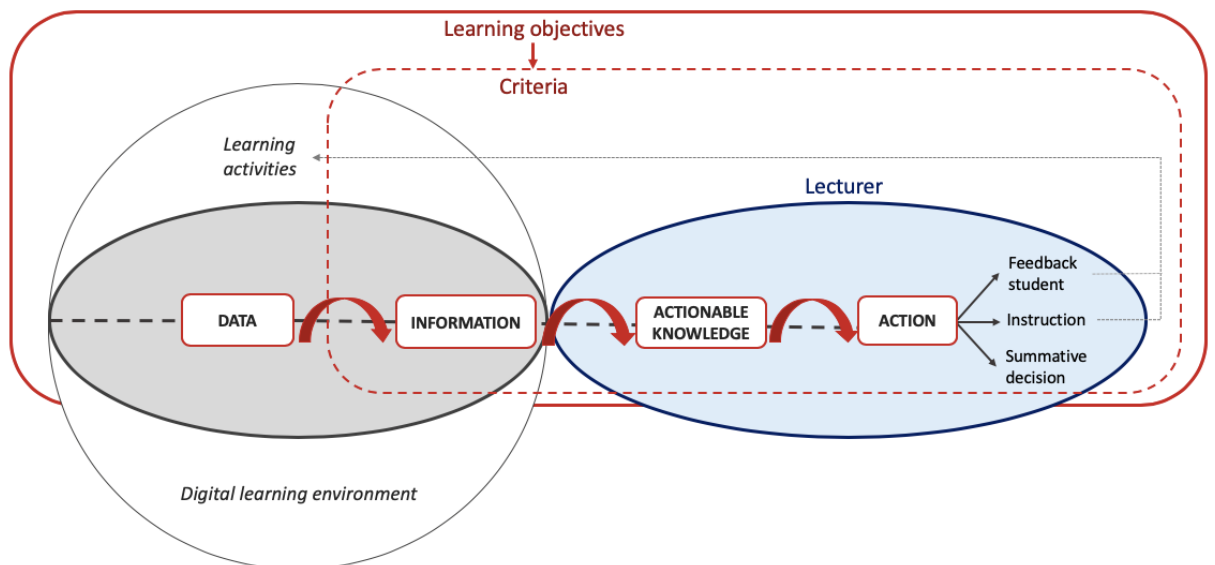 Learning objectives
Criteria
Learning
activities
Lecturer
Feedback
student
DATA
INFORMATION
ACTIONABLE
KNOWLEDGE
ACTION
Instruction
Summative
decision
Digital learning environment